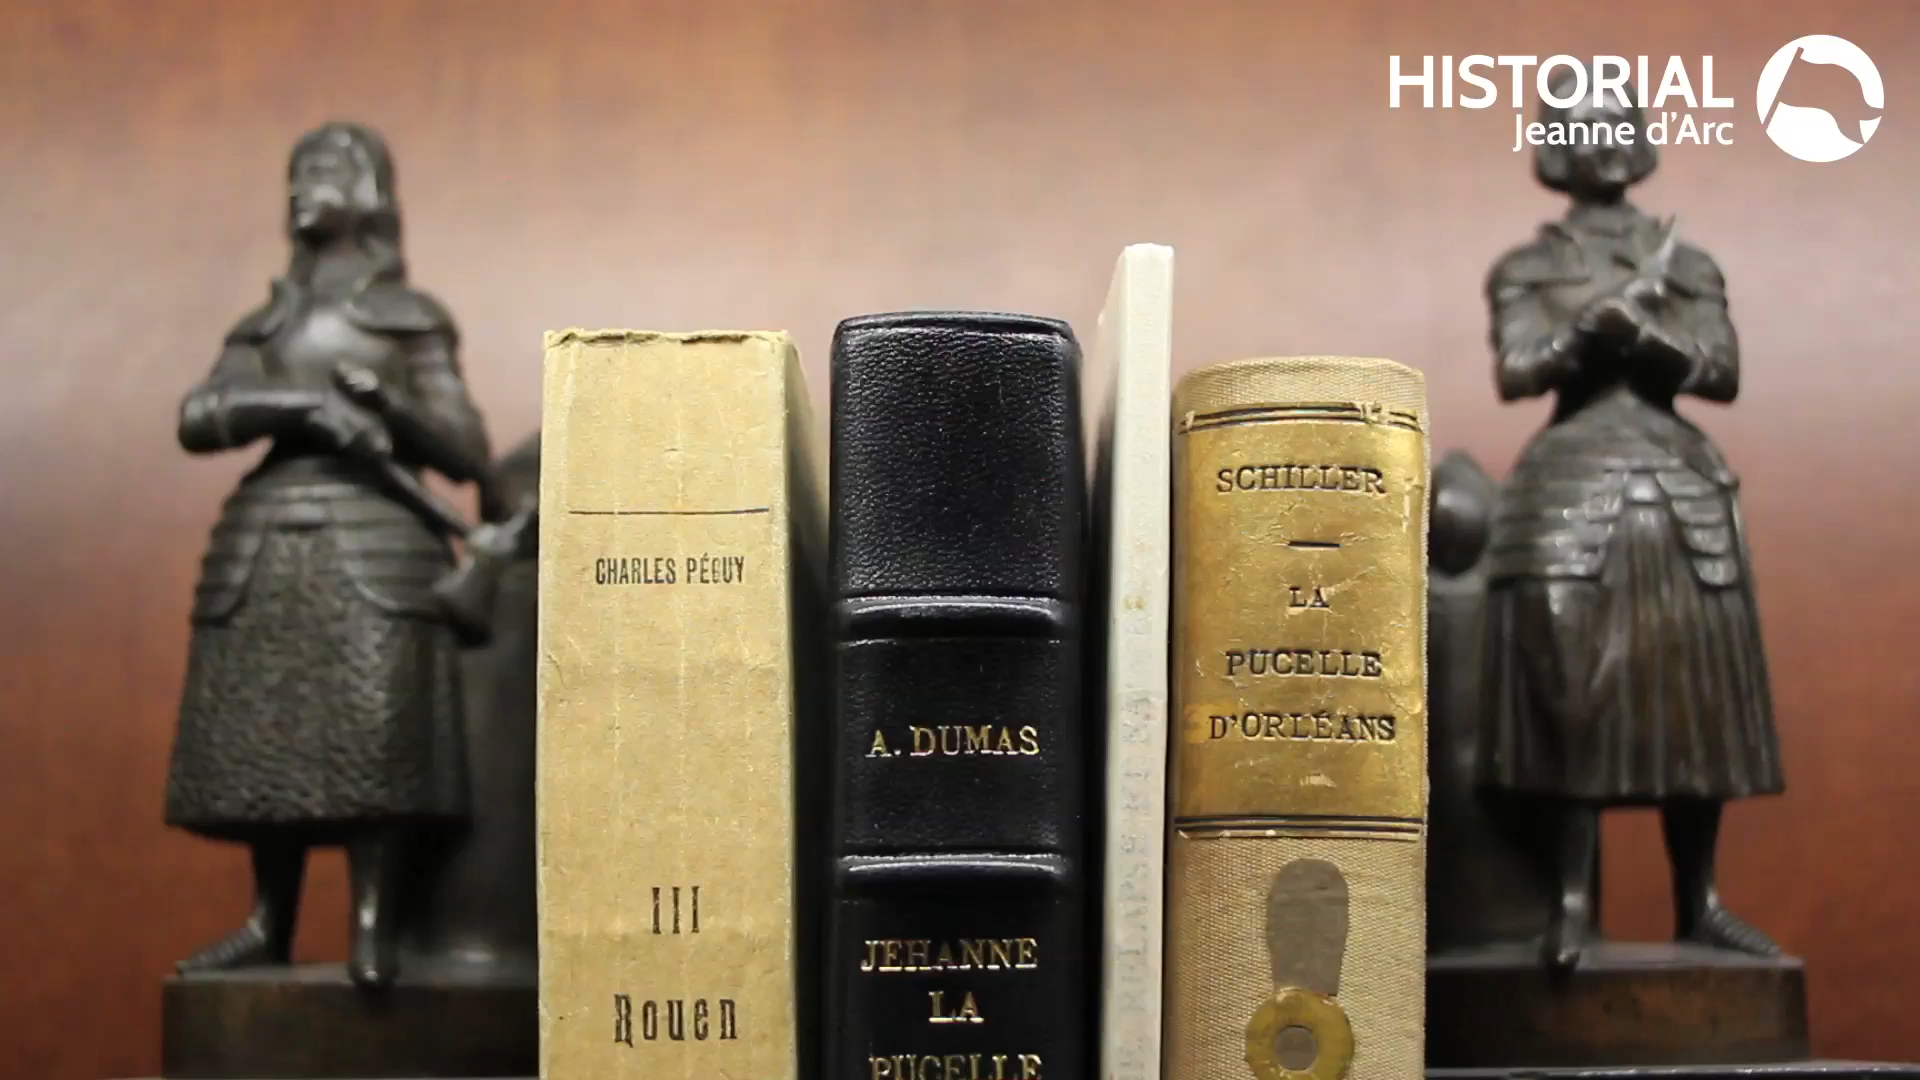 HISTORIAL
Jeanne d'Arc
CHARLES PÉGUY
III
Rouen
A. DUMAS
JEHANNE
LA
PUCELLE
SCHILLER
LA
PUCELLE
D'ORLÉANS